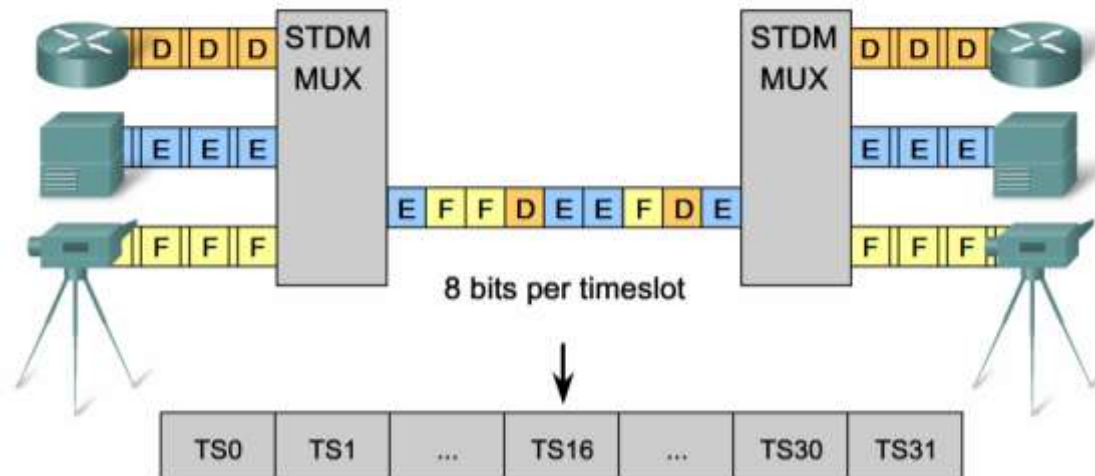 STDM
MUX
STDM
MUX
D D D
D D D
E E E
E E E
E F F D E E F D E
F F F
F F F
8 bits per timeslot
TS0 TS1 ... TS16 ... TS30 TS31